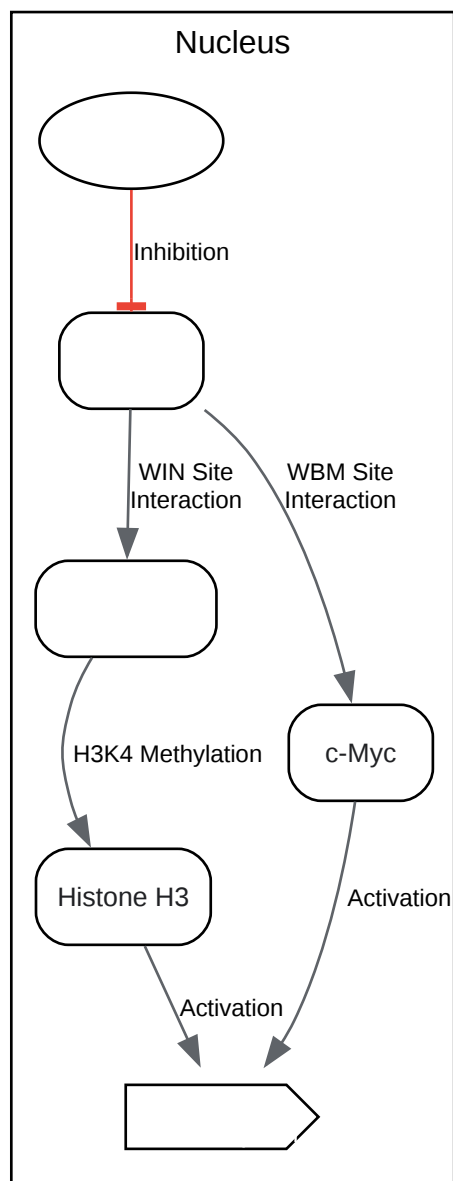 Nucleus
Inhibition
WIN Site
Interaction
WBM Site
Interaction
H3K4 Methylation
c-Myc
Histone H3
Activation
Activation